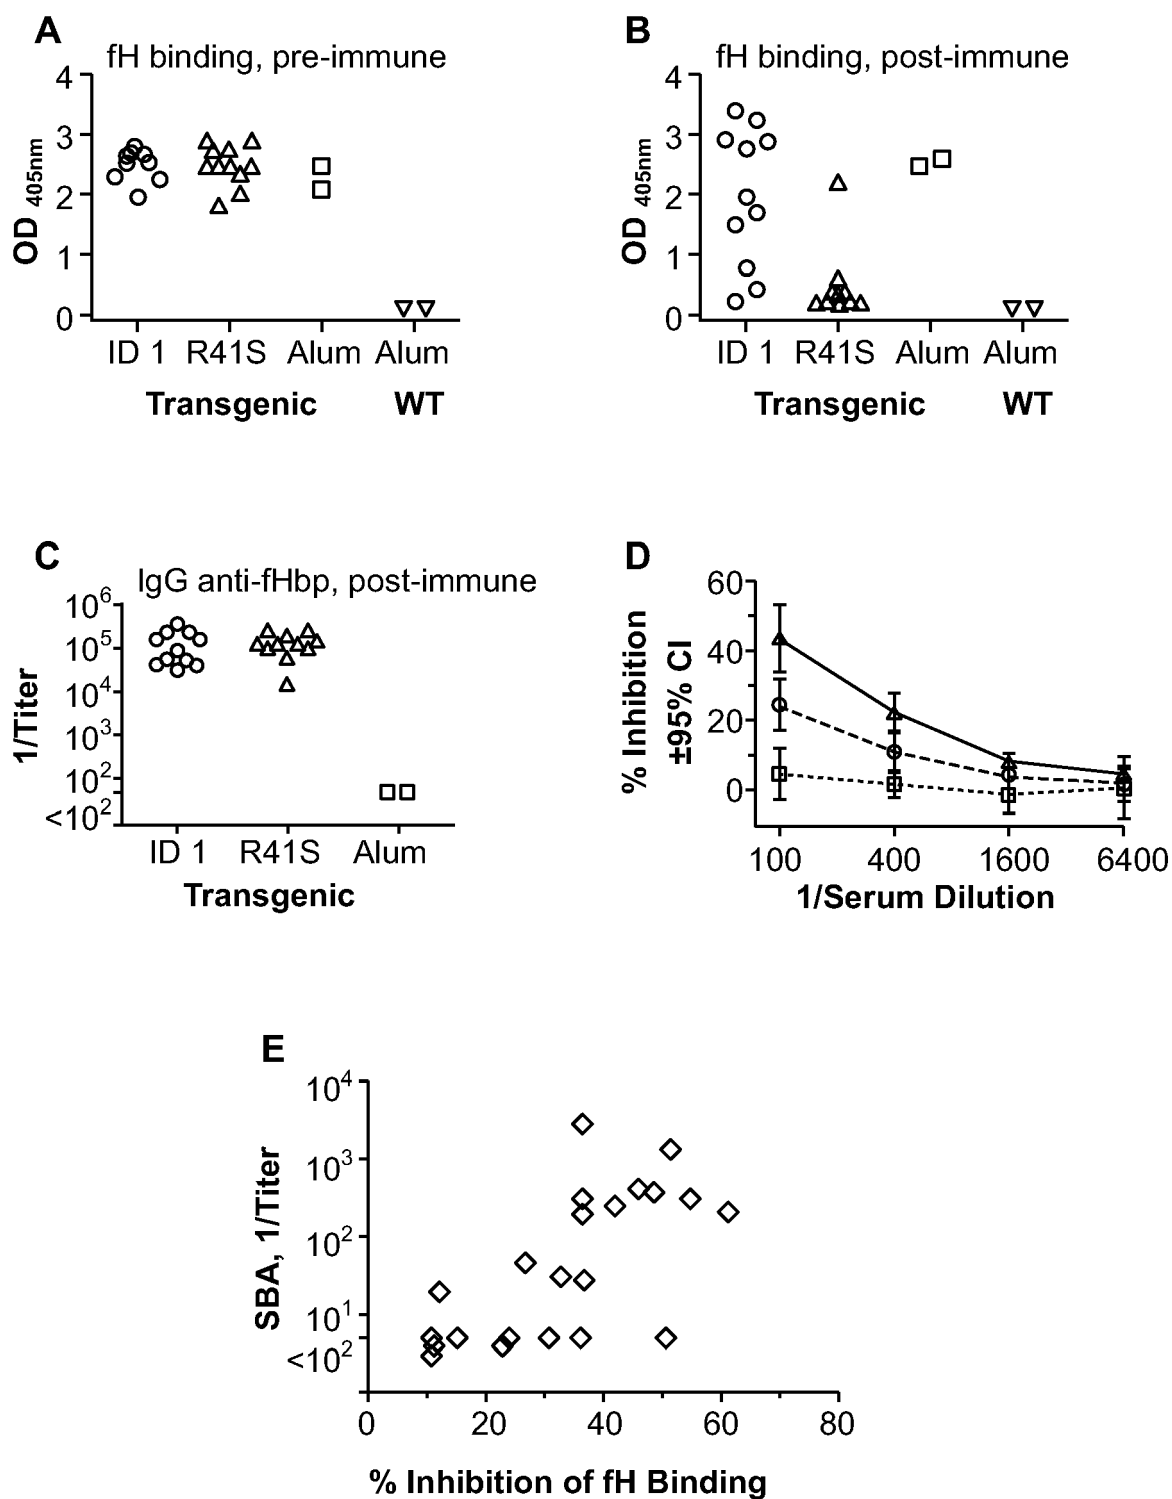 A
fH binding, pre-immune
OD 405nm
4
3
2
1
0
ID 1 R41S Alum Alum
Transgenic WT
B
fH binding, post-immune
OD 405nm
4
3
2
1
0
ID 1 R41S Alum Alum
Transgenic WT
C
IgG anti-fHbp, post-immune
1/Titer
10^6
10^5
10^4
10^3
10^2
<10^2
ID 1 R41S Alum
Transgenic
D
% Inhibition
±95% CI
60
40
20
0
100 400 1600 6400
1/Serum Dilution
E
SBA, 1/Titer
10^4
10^3
10^2
10^1
<10^2
0 20 40 60 80
% Inhibition of fH Binding